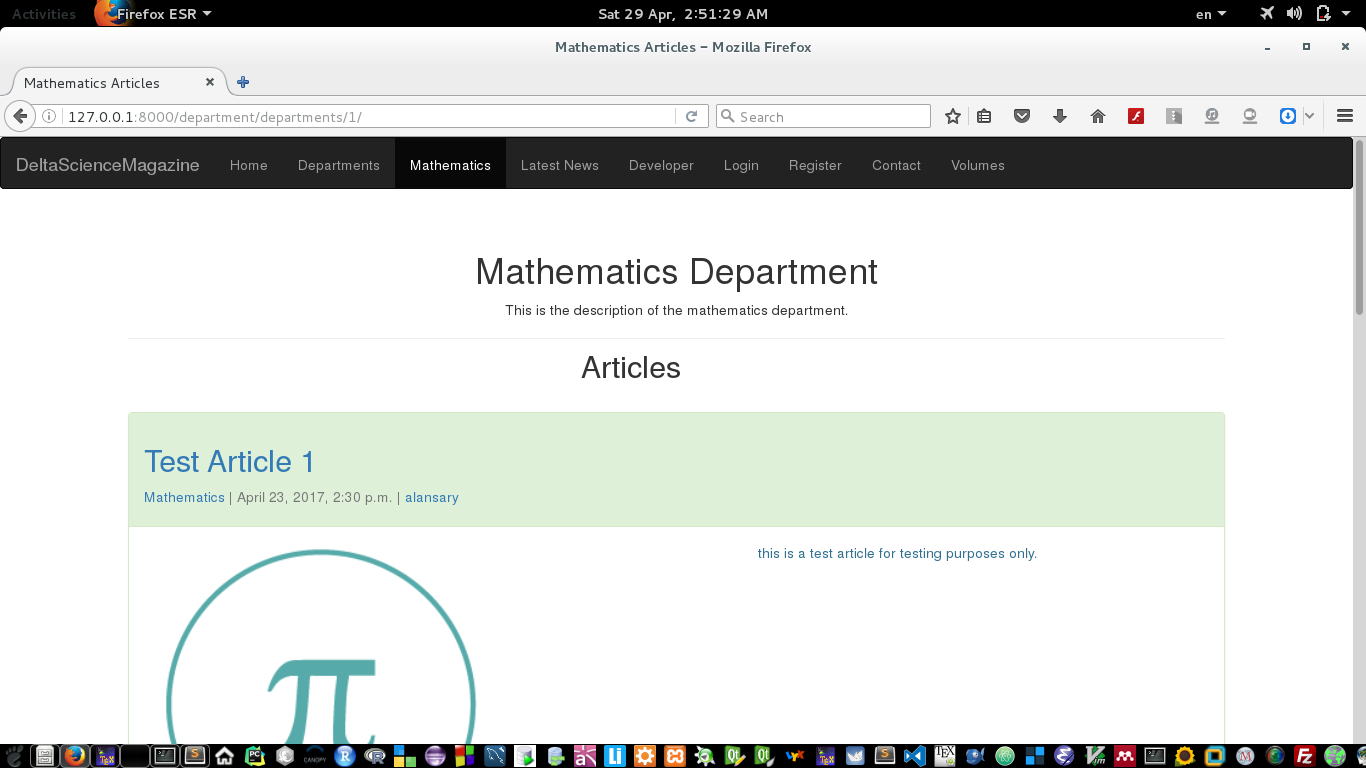 Activities Firefox ESR Sat 29 Apr, 2:51:29 AM en
Mathematics Articles – Mozilla Firefox
Mathematics Articles
127.0.0.1:8000/department/departments/1/ Search
DeltaScienceMagazine Home Departments Mathematics Latest News Developer Login Register Contact Volumes
Mathematics Department
This is the description of the mathematics department.
Articles
Test Article 1
Mathematics | April 23, 2017, 2:30 p.m. | alansary
this is a test article for testing purposes only.
π